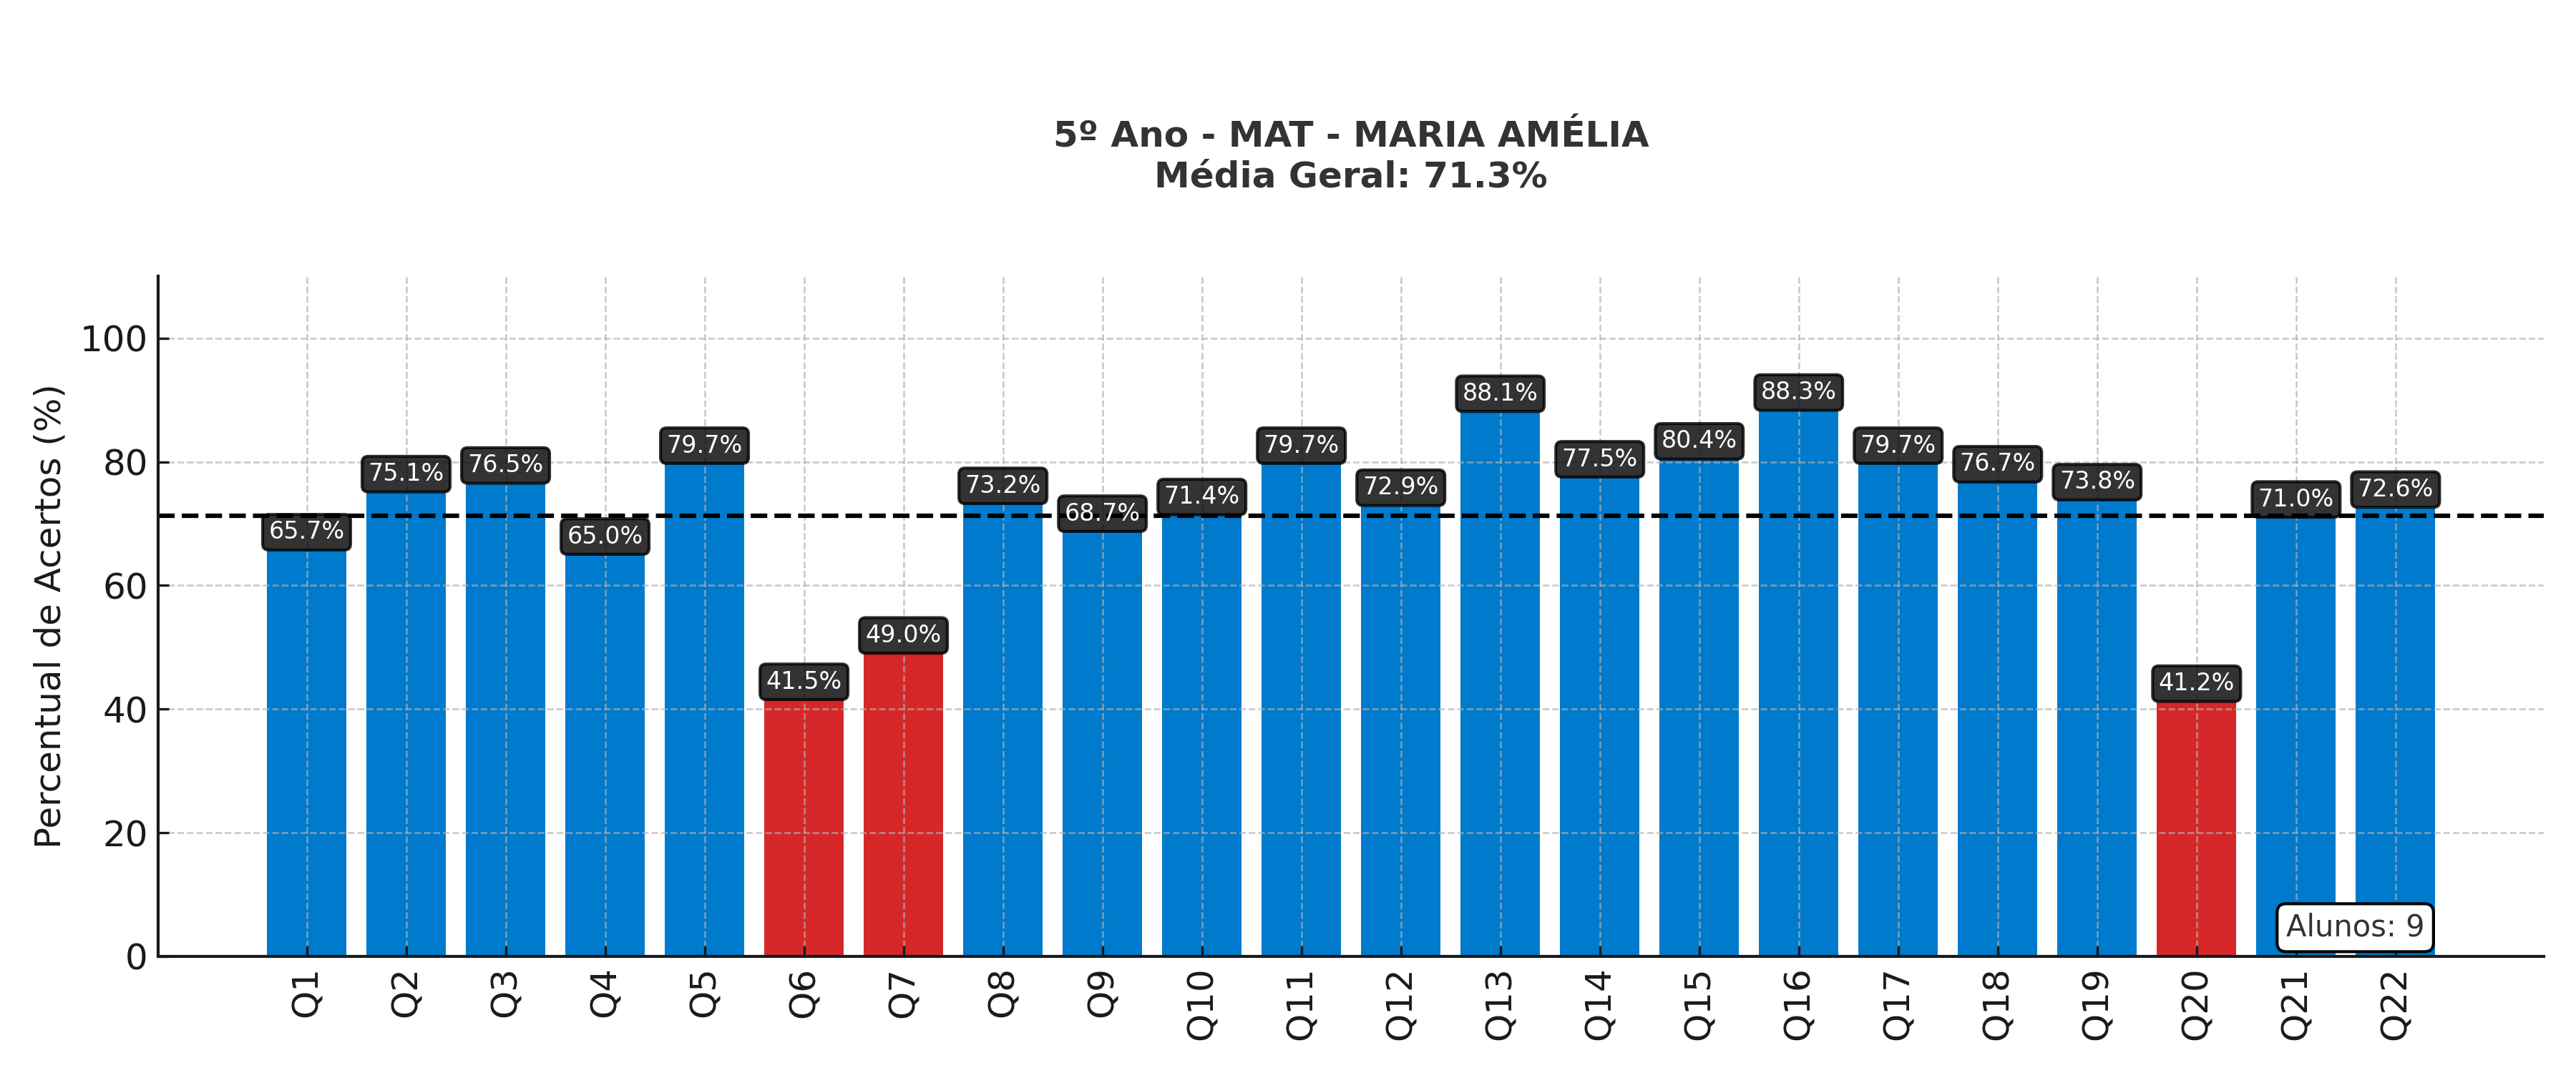 5º Ano - MAT - MARIA AMÉLIA
Média Geral: 71.3%
Percentual de Acertos (%)
100
80
60
40
20
0
65.7%
75.1%
76.5%
65.0%
79.7%
41.5%
49.0%
73.2%
68.7%
71.4%
79.7%
72.9%
88.1%
77.5%
80.4%
88.3%
79.7%
76.7%
73.8%
41.2%
71.0%
72.6%
Alunos: 9
Q1
Q2
Q3
Q4
Q5
Q6
Q7
Q8
Q9
Q10
Q11
Q12
Q13
Q14
Q15
Q16
Q17
Q18
Q19
Q20
Q21
Q22